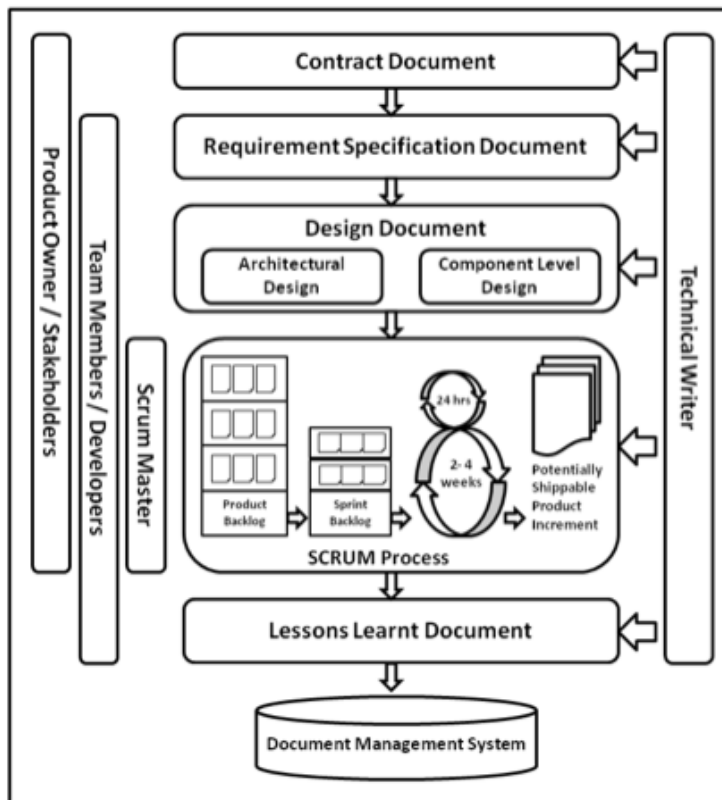 Contract Document
Requirement Specification Document
Design Document
Architectural
Design
Component Level
Design
Product Owner / Stakeholders
Team Members / Developers
Scrum Master
Technical Writer
24 hrs
2- 4
weeks
Product
Backlog
Sprint
Backlog
Potentially
Shippable
Product
Increment
SCRUM Process
Lessons Learnt Document
Document Management System